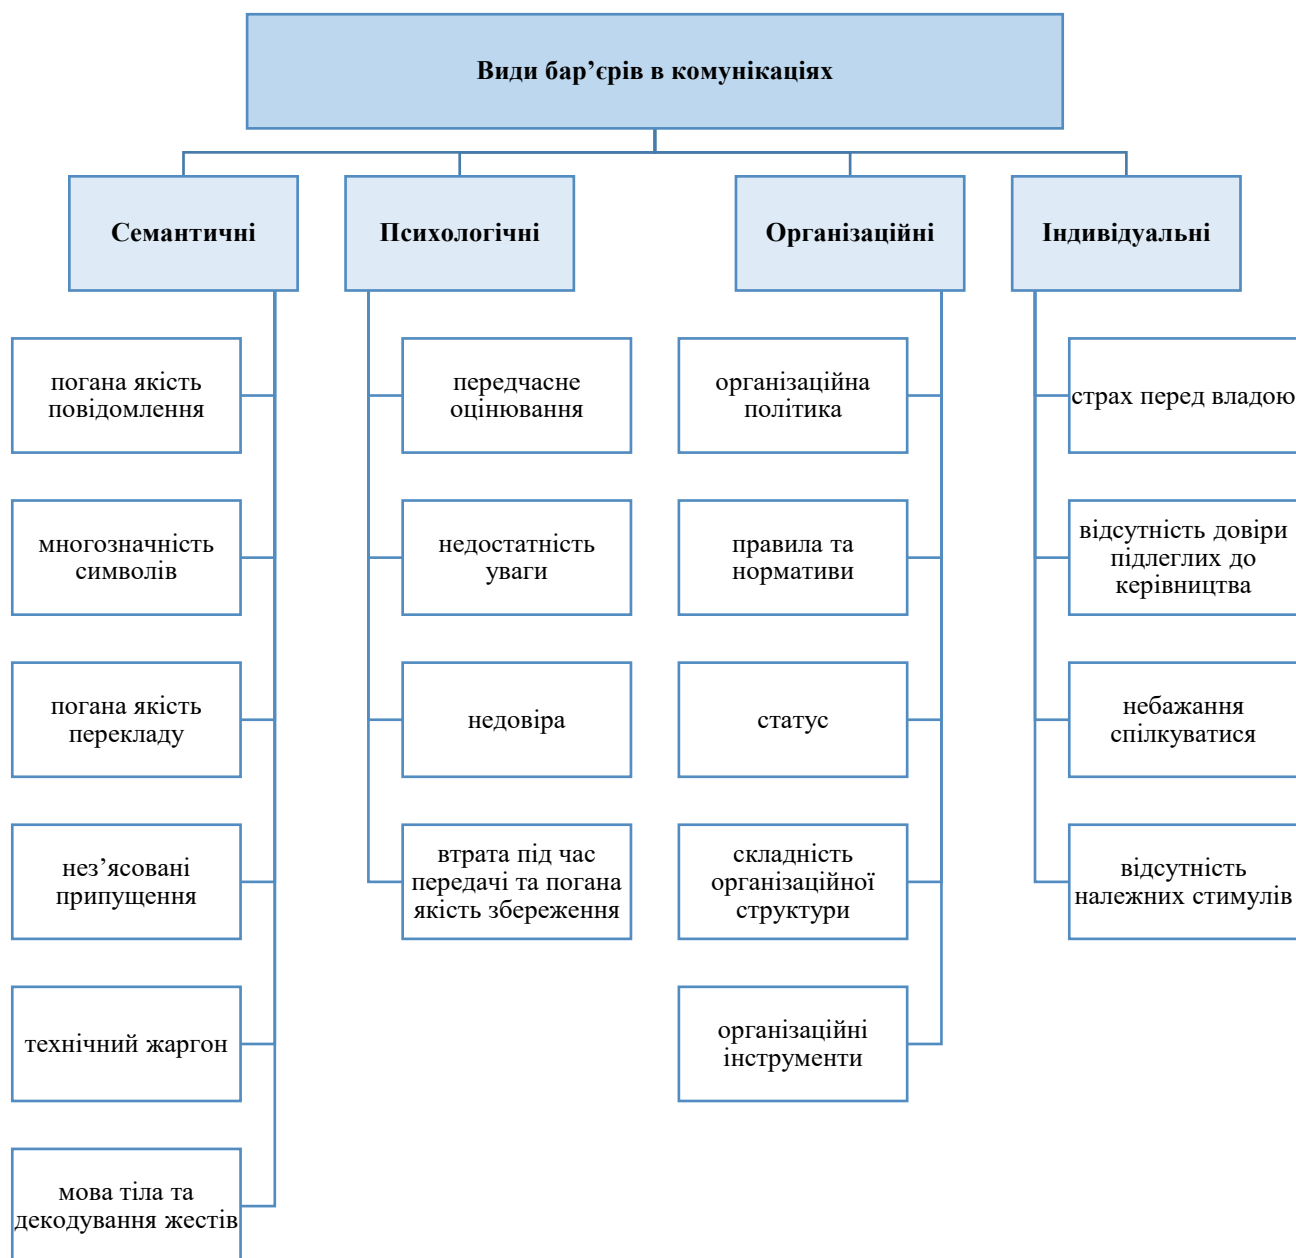 Види бар’єрів в комунікаціях
Семантичні
погана якість
повідомлення
многозначність
символів
погана якість
перекладу
нез’ясовані
припущення
технічний жаргон
мова тіла та
декодування жестів
Психологічні
передчасне
оцінювання
недостатність
уваги
недовіра
втрата під час
передачі та погана
якість збереження
Організаційні
організаційна
політика
правила та
нормативи
статус
складність
організаційної
структури
організаційні
інструменти
Індивідуальні
страх перед владою
відсутність довіри
підлеглих до
керівництва
небажання
спілкуватися
відсутність
належних стимулів